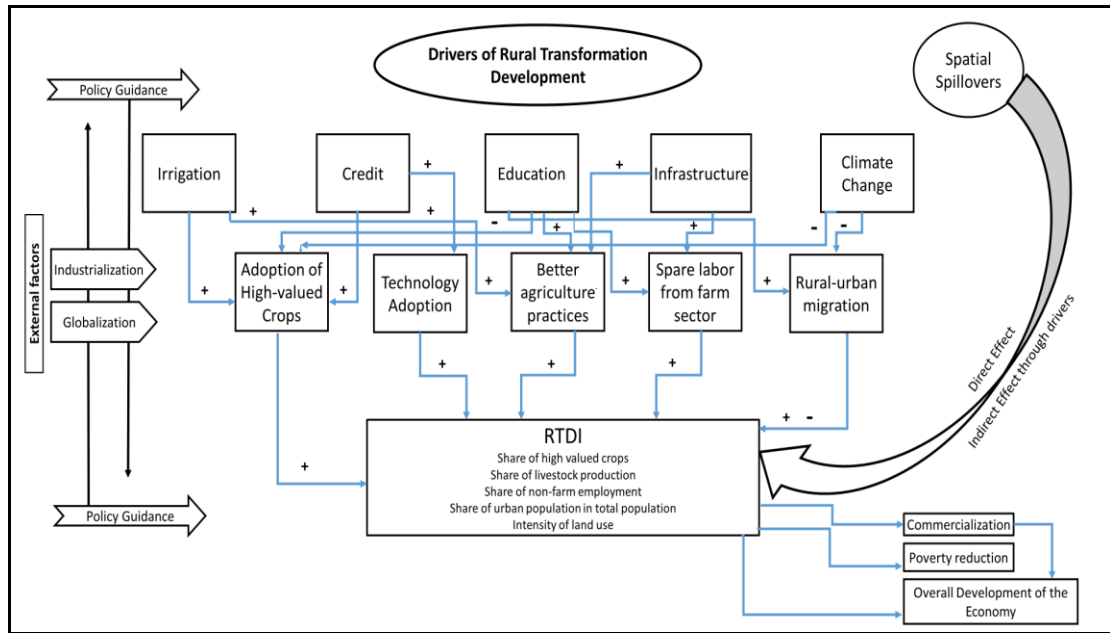 Drivers of Rural Transformation
Development
Spatial
Spillovers
Policy Guidance
Irrigation
Credit
Education
Infrastructure
Climate
Change
+
+
+
+
-
+
-
+
-
-
External factors
Industrialization
Globalization
Adoption of
High-valued
Crops
Technology
Adoption
Better
agriculture
practices
Spare labor
from farm
sector
Rural-urban
migration
+
+
+
+
+
+
+
+
+ -
+
Direct Effect
Indirect Effect through drivers
RTDI
Share of high valued crops
Share of livestock production
Share of non-farm employment
Share of urban population in total population
Intensity of land use
Policy Guidance
Commercialization
Poverty reduction
Overall Development of the
Economy